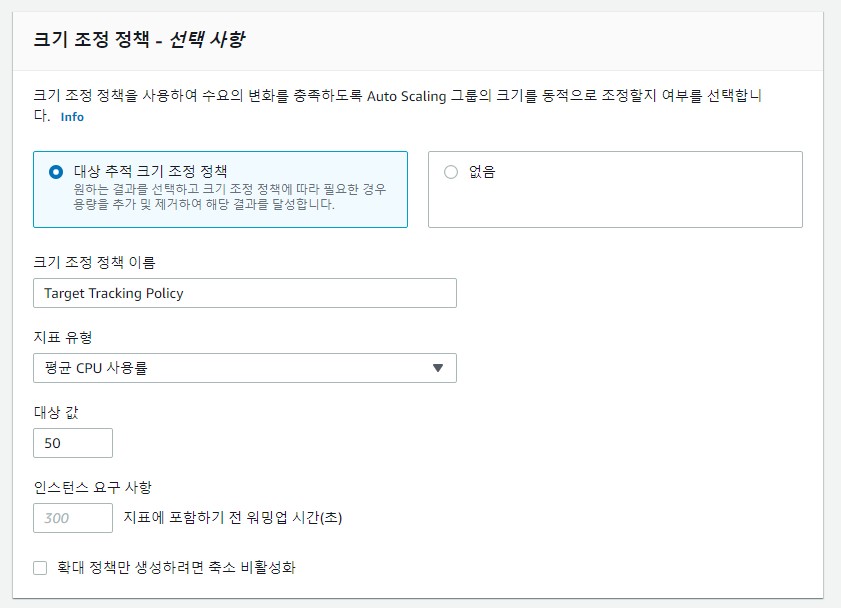 크기 조정 정책 - 선택 사항
크기 조정 정책을 사용하여 수요의 변화를 충족하도록 Auto Scaling 그룹의 크기를 동적으로 조정할지 여부를 선택합니
다. Info
대상 추적 크기 조정 정책
원하는 결과를 선택하고 크기 조정 정책에 따라 필요한 경우
용량을 추가 및 제거하여 해당 결과를 달성합니다.
없음
크기 조정 정책 이름
Target Tracking Policy
지표 유형
평균 CPU 사용률
대상 값
50
인스턴스 요구 사항
300 지표에 포함하기 전 워밍업 시간(초)
확대 정책만 생성하려면 축소 비활성화